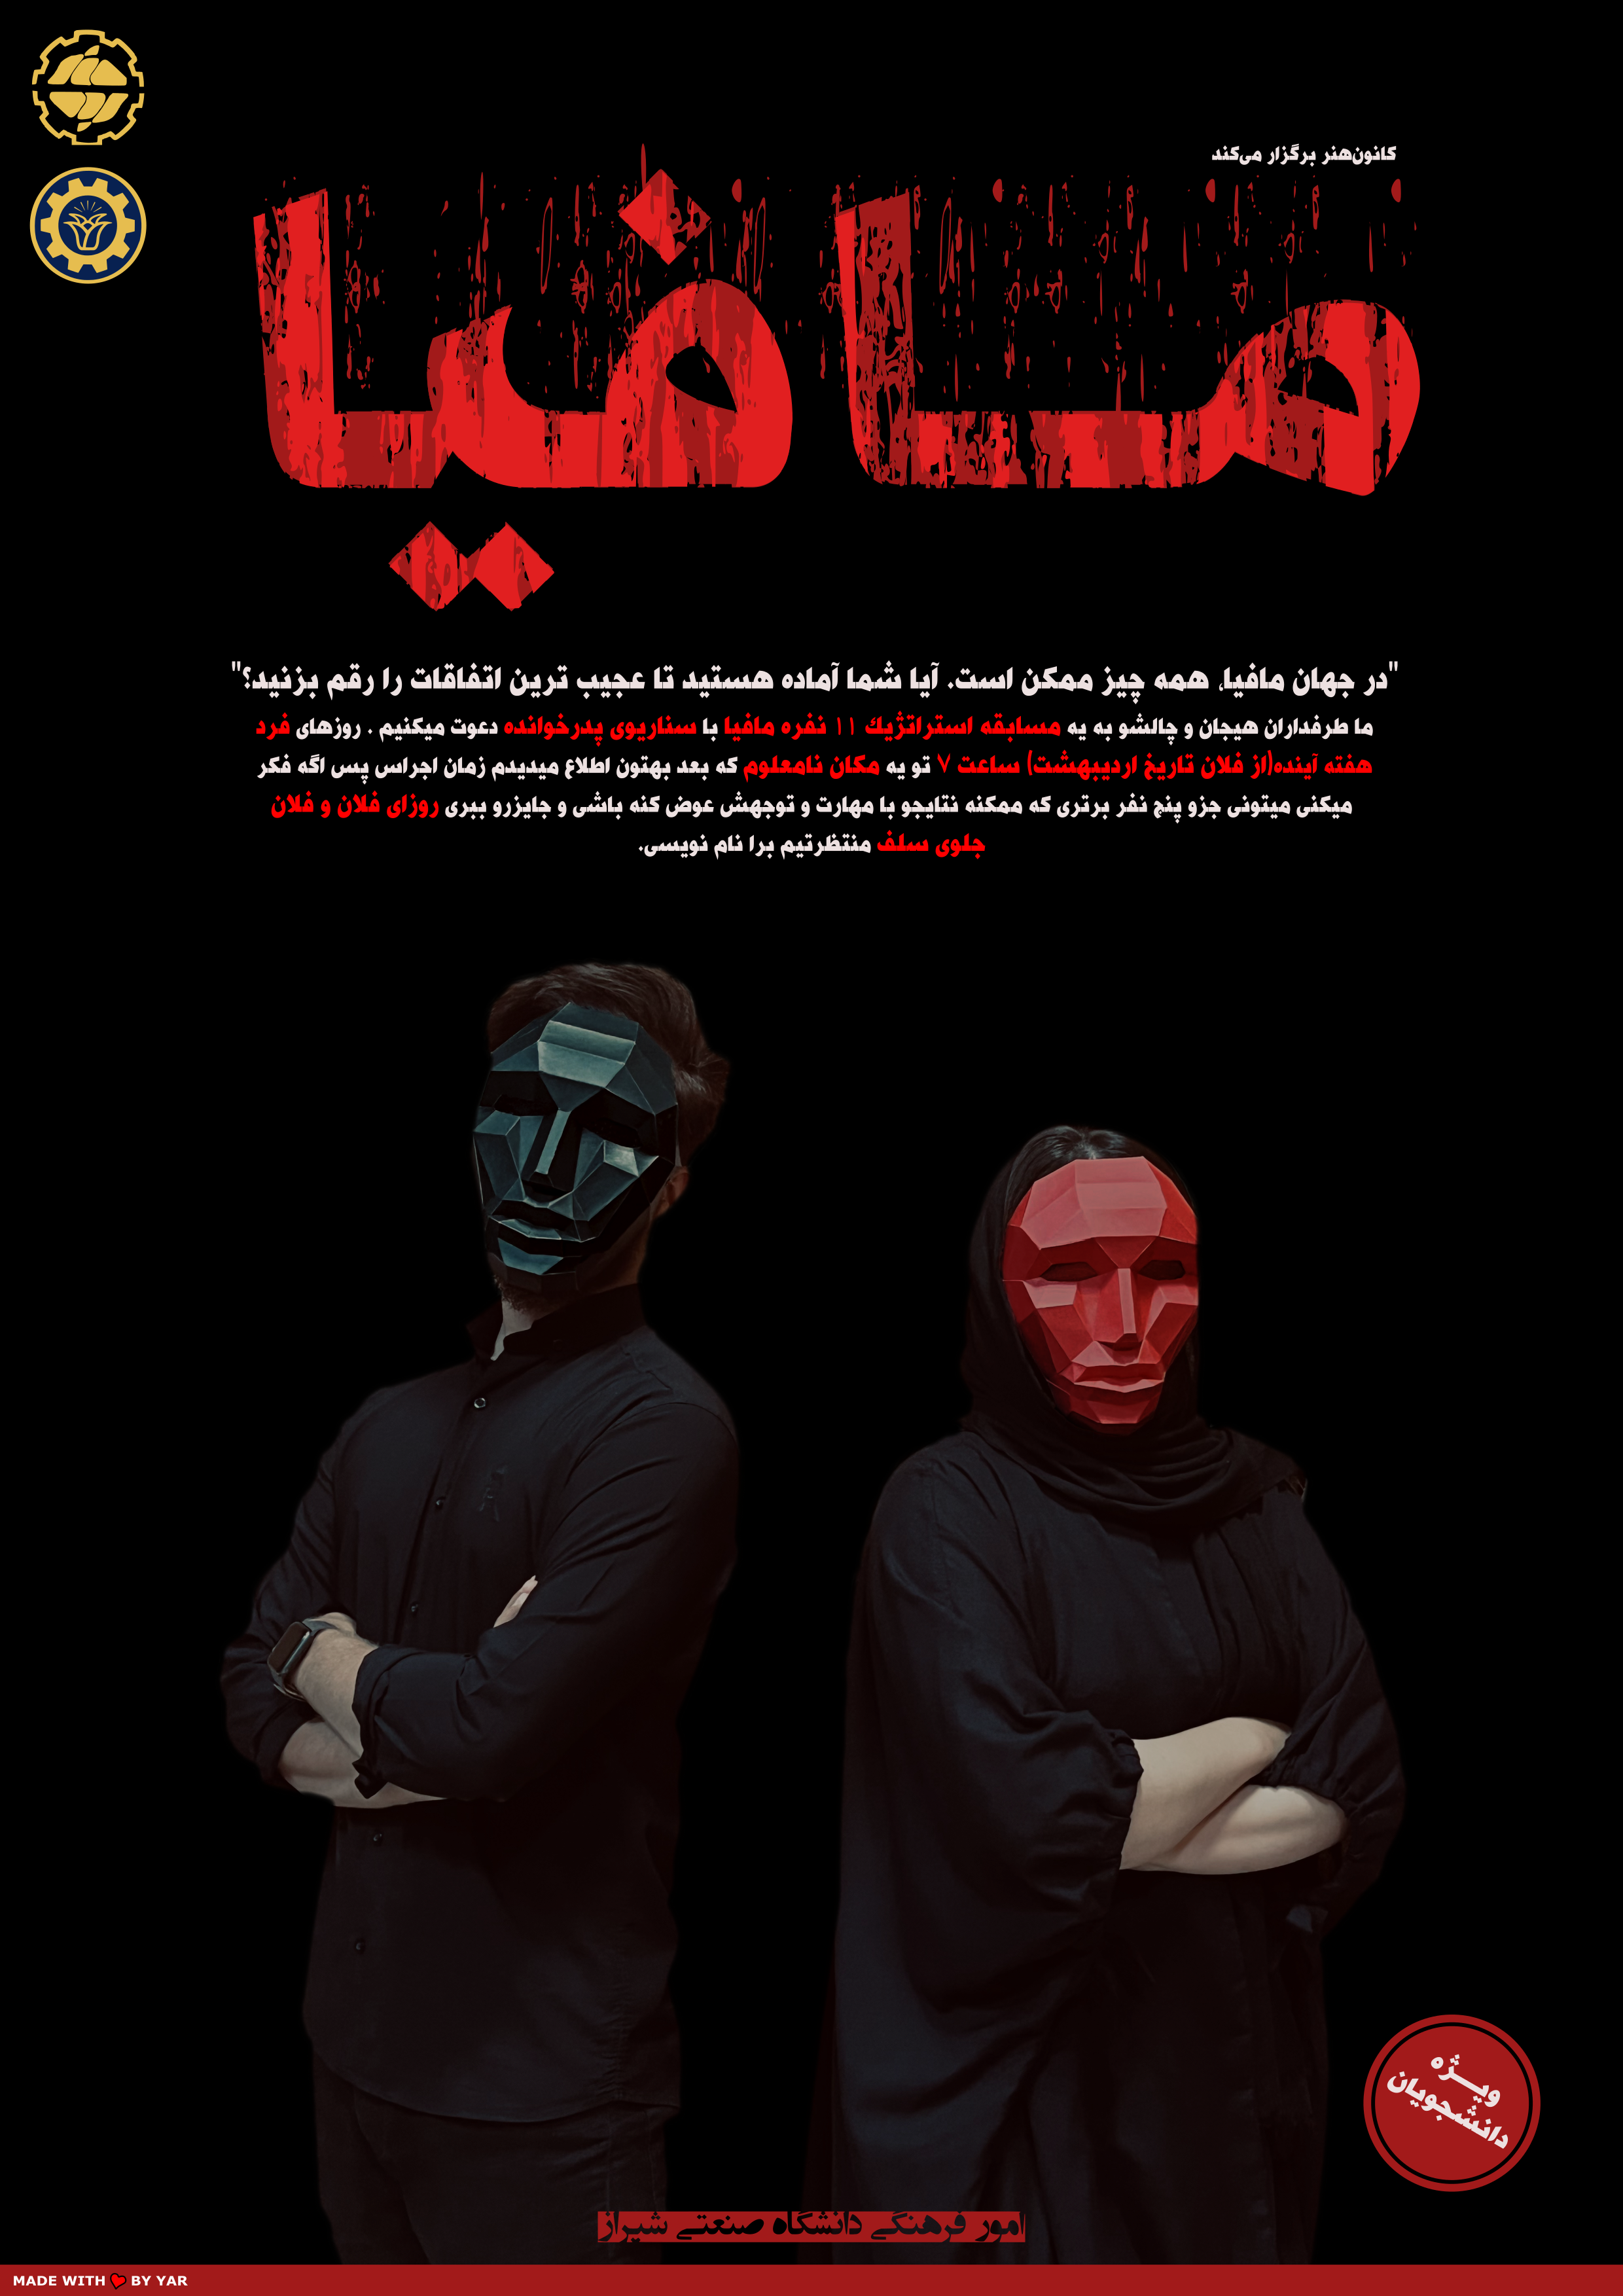 کانون‌هنر برگزار می‌کند
مافیا
"در جهان مافیا، همه چیز ممکن است. آیا شما آماده هستید تا عجیب ترین اتفاقات را رقم بزنید؟"
ما طرفداران هیجان و چالشو به یه مسابقه استراتژیک ۱۱ نفره مافیا با سناریوی پدرخوانده دعوت میکنیم . روزهای فرد
هفته آینده(از فلان تاریخ اردیبهشت) ساعت ۷ تو یه مکان نامعلوم که بعد بهتون اطلاع میدیدم زمان اجراس پس اگه فکر
میکنی میتونی جزو پنج نفر برتری که ممکنه نتایجو با مهارت و توجهش عوض کنه باشی و جایزرو ببری روزای فلان و فلان
جلوی سلف منتظرتیم برا نام نویسی.
ویژه
دانشجویان
امور فرهنگی دانشگاه صنعتی شیراز
MADE WITH ❤ BY YAR